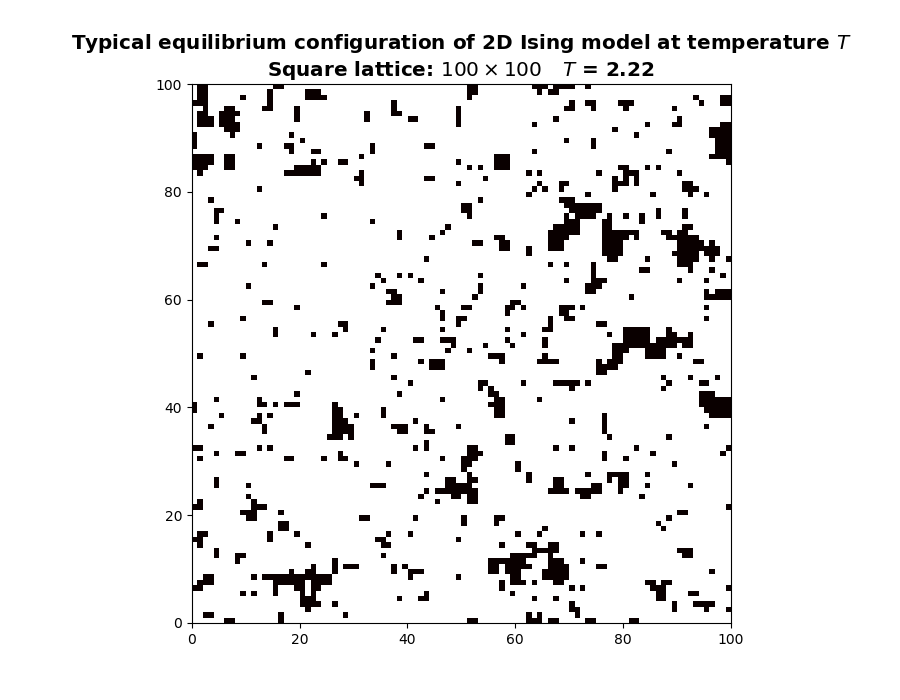 Typical equilibrium configuration of 2D Ising model at temperature T
Square lattice: 100 × 100 T = 2.22
100
80
60
40
20
0
0 20 40 60 80 100